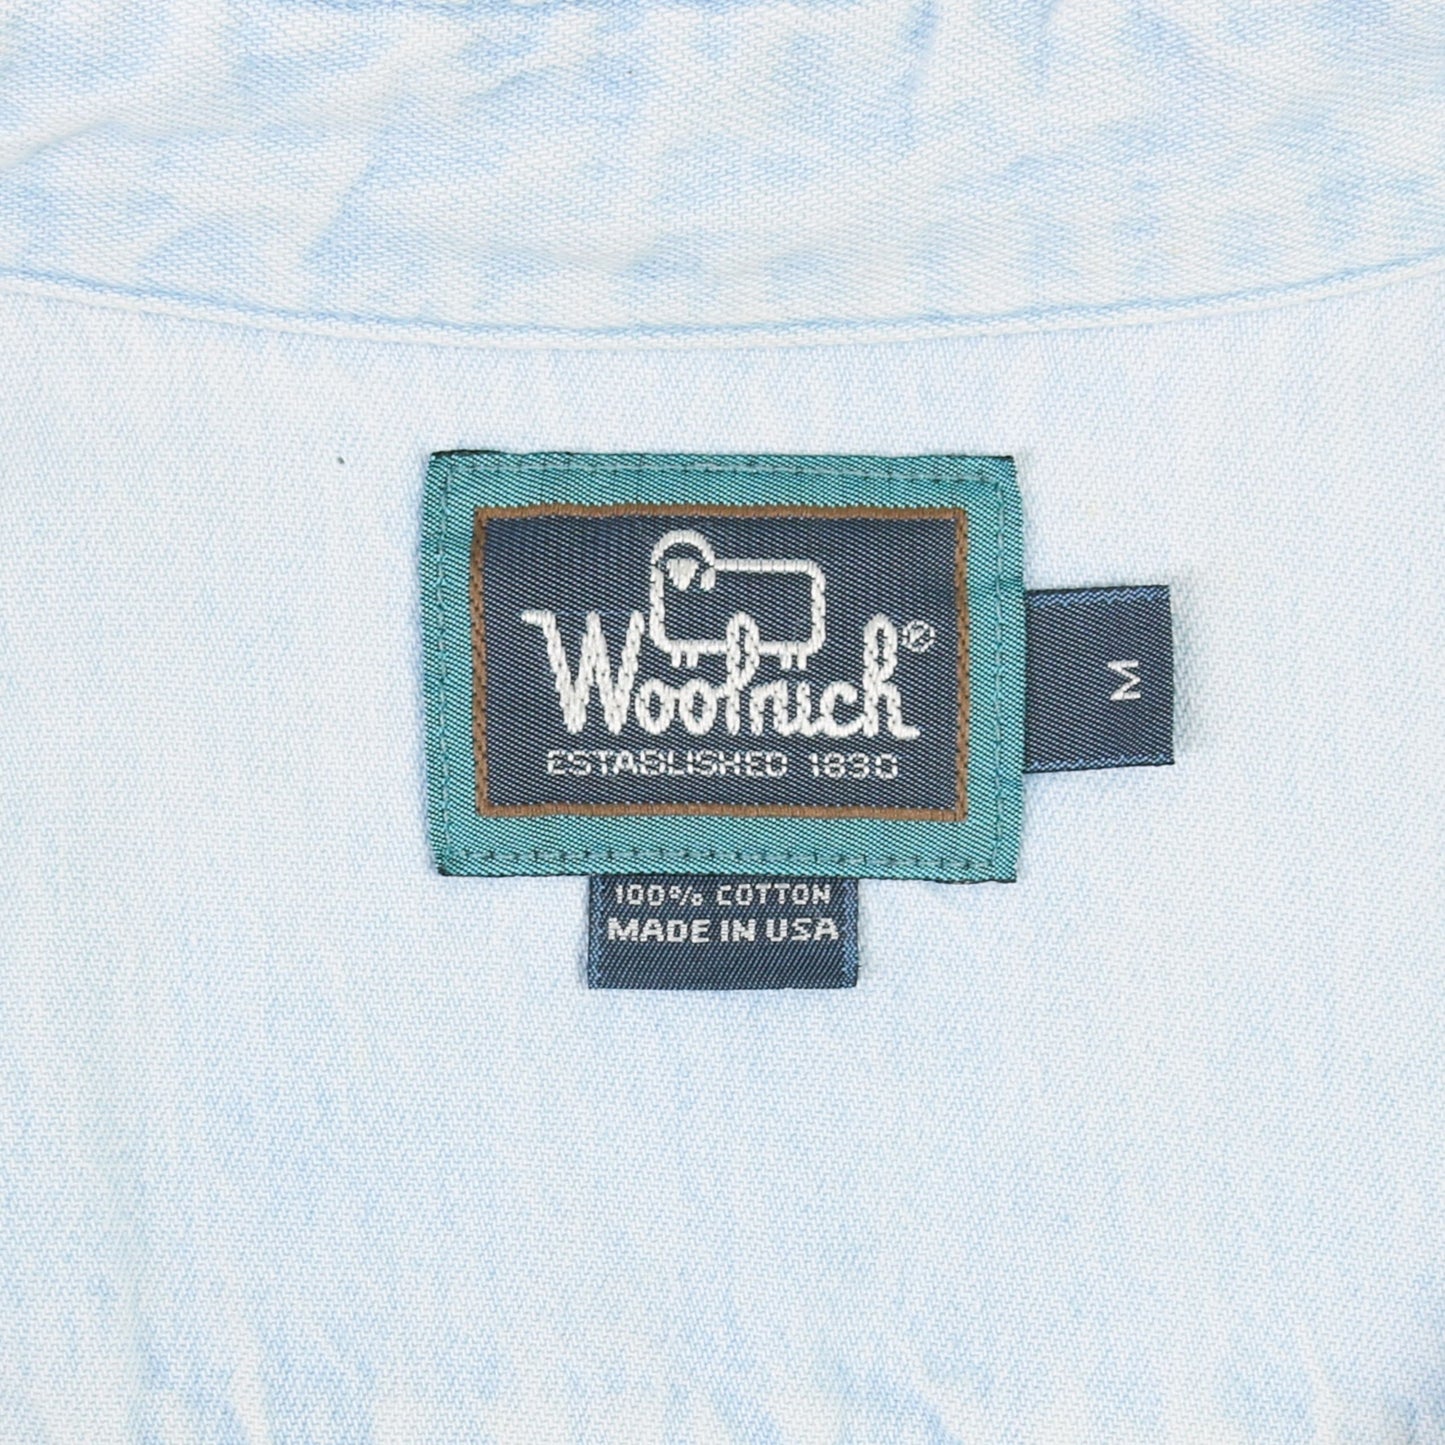 Woolrich®
ESTABLISHED 1830
M
100% COTTON
MADE IN USA